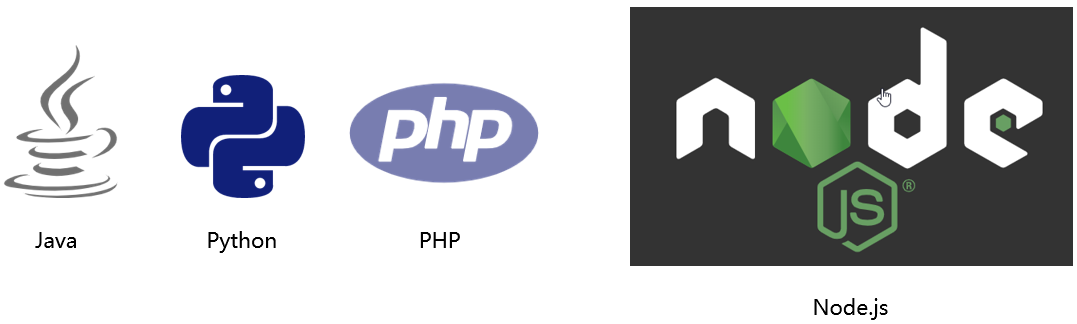 php
node
JS®
Java
Python
PHP
Node.js